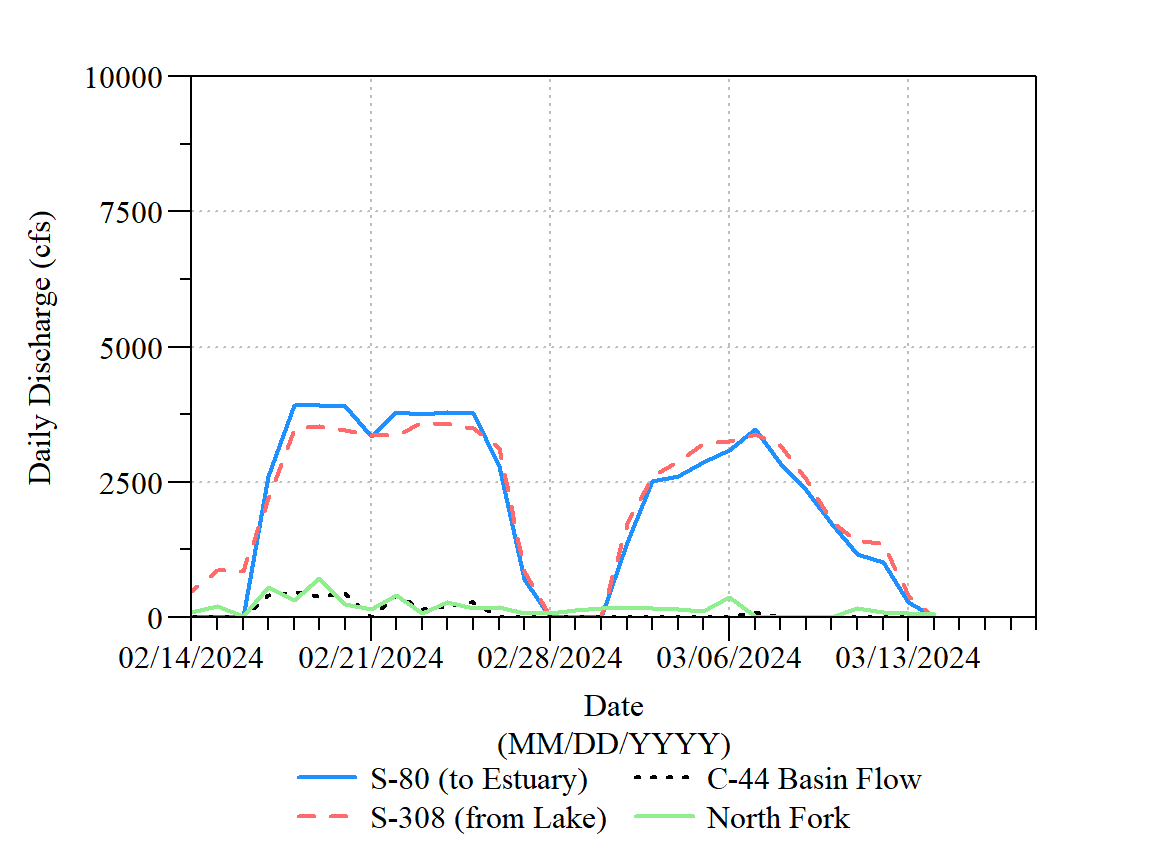 10000
7500
5000
2500
0
Daily Discharge (cfs)
02/14/2024 02/21/2024 02/28/2024 03/06/2024 03/13/2024
Date
(MM/DD/YYYY)
S-80 (to Estuary) C-44 Basin Flow
S-308 (from Lake) North Fork